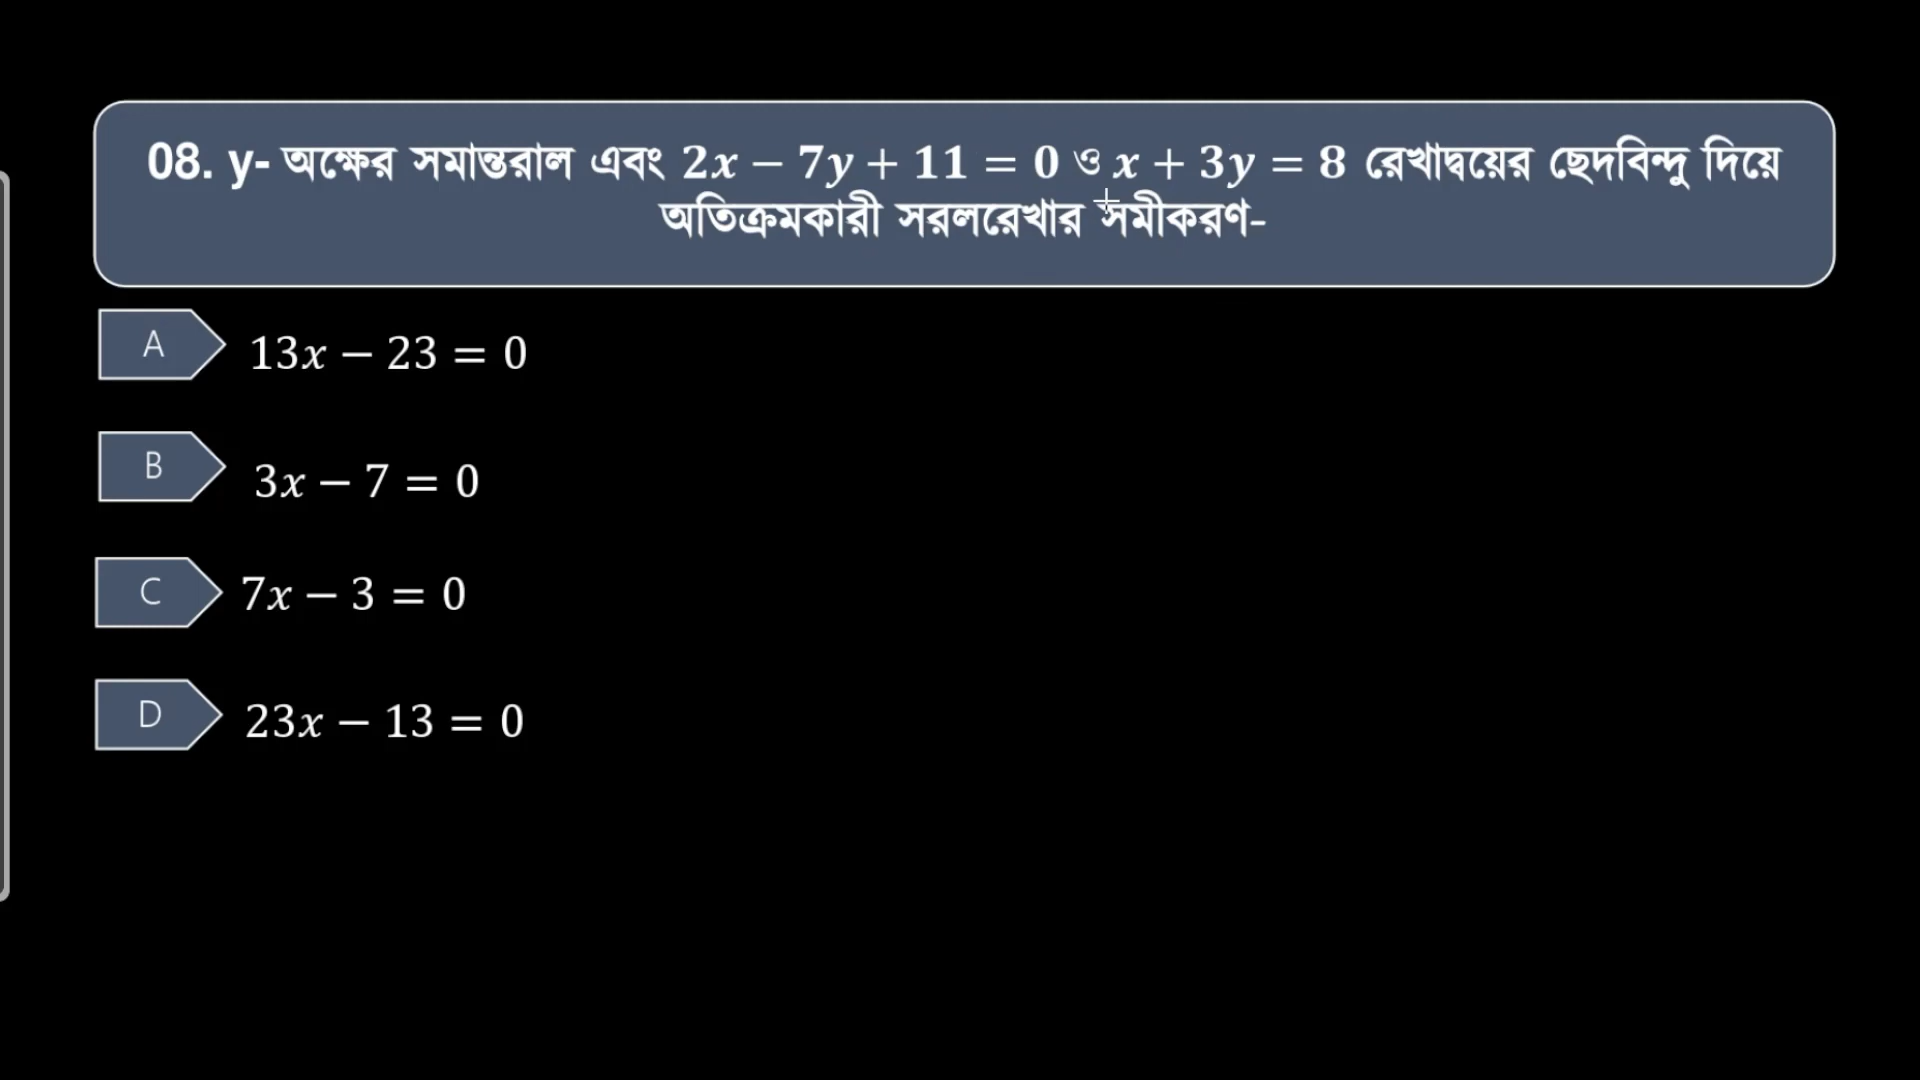 08. y- অক্ষের সমান্তরাল এবং 2x − 7y + 11 = 0 ও x + 3y = 8 রেখাদ্বয়ের ছেদবিন্দু দিয়ে
অতিক্রমকারী সরলরেখার সমীকরণ-
A 13x − 23 = 0
B 3x − 7 = 0
C 7x − 3 = 0
D 23x − 13 = 0